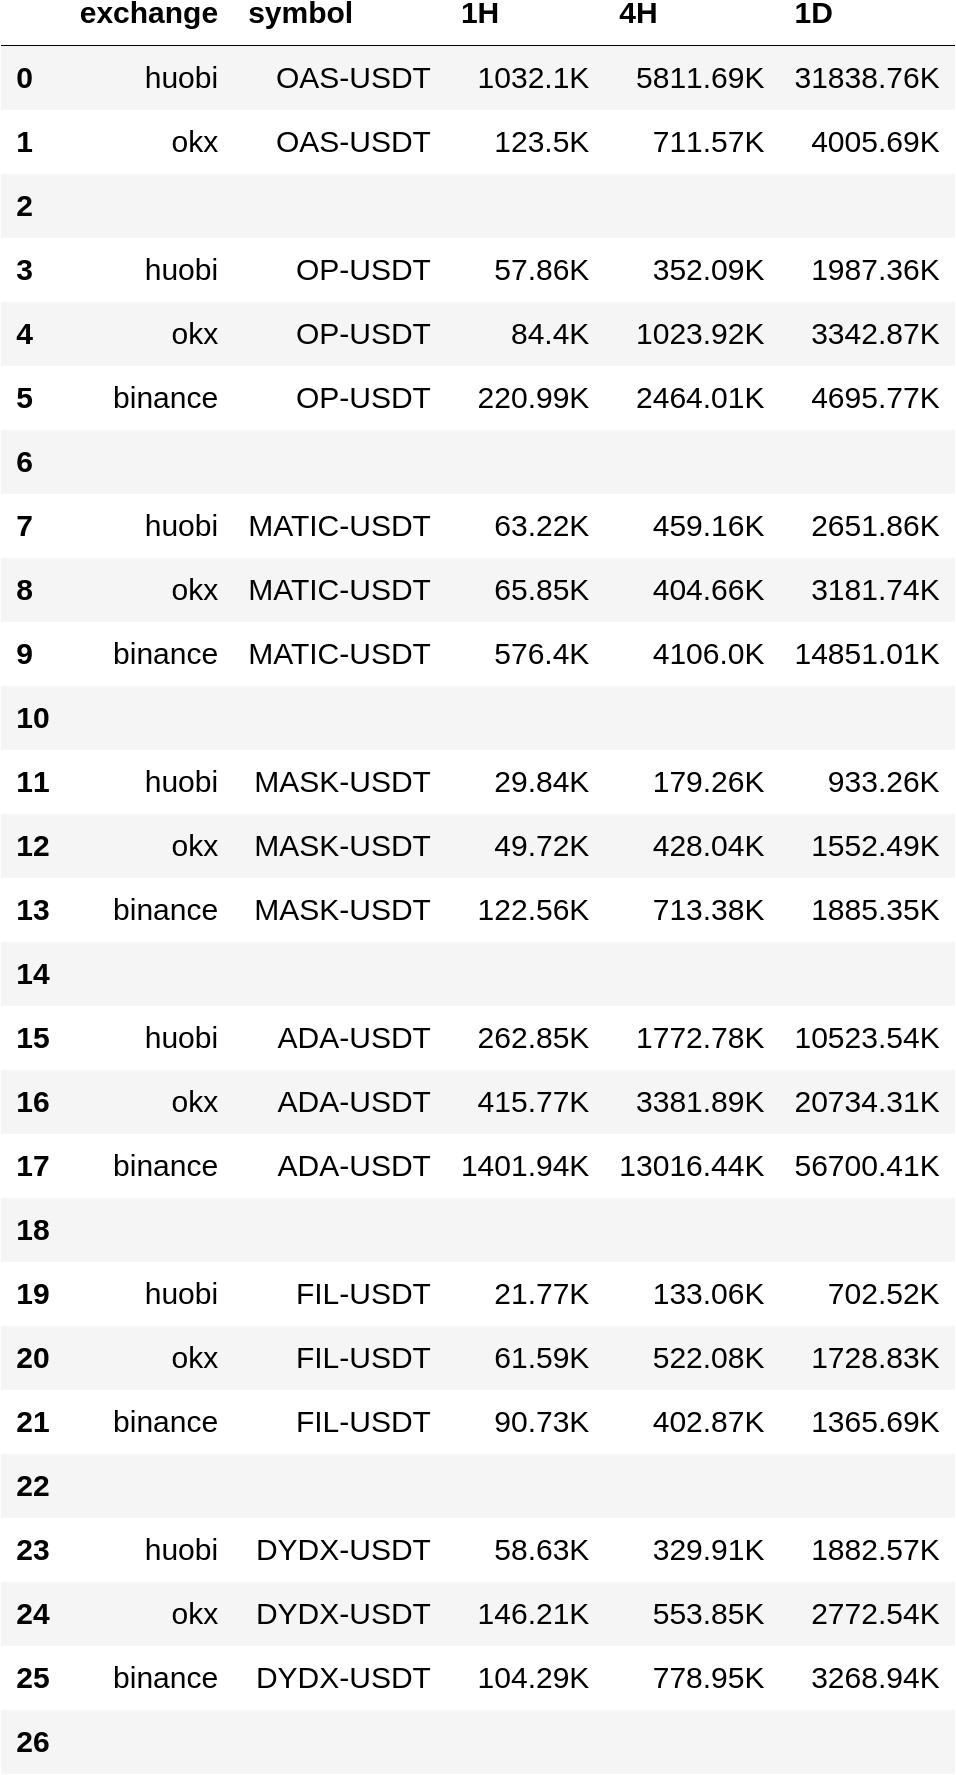 exchange symbol 1H 4H 1D
0 huobi OAS-USDT 1032.1K 5811.69K 31838.76K
1 okx OAS-USDT 123.5K 711.57K 4005.69K
2
3 huobi OP-USDT 57.86K 352.09K 1987.36K
4 okx OP-USDT 84.4K 1023.92K 3342.87K
5 binance OP-USDT 220.99K 2464.01K 4695.77K
6
7 huobi MATIC-USDT 63.22K 459.16K 2651.86K
8 okx MATIC-USDT 65.85K 404.66K 3181.74K
9 binance MATIC-USDT 576.4K 4106.0K 14851.01K
10
11 huobi MASK-USDT 29.84K 179.26K 933.26K
12 okx MASK-USDT 49.72K 428.04K 1552.49K
13 binance MASK-USDT 122.56K 713.38K 1885.35K
14
15 huobi ADA-USDT 262.85K 1772.78K 10523.54K
16 okx ADA-USDT 415.77K 3381.89K 20734.31K
17 binance ADA-USDT 1401.94K 13016.44K 56700.41K
18
19 huobi FIL-USDT 21.77K 133.06K 702.52K
20 okx FIL-USDT 61.59K 522.08K 1728.83K
21 binance FIL-USDT 90.73K 402.87K 1365.69K
22
23 huobi DYDX-USDT 58.63K 329.91K 1882.57K
24 okx DYDX-USDT 146.21K 553.85K 2772.54K
25 binance DYDX-USDT 104.29K 778.95K 3268.94K
26